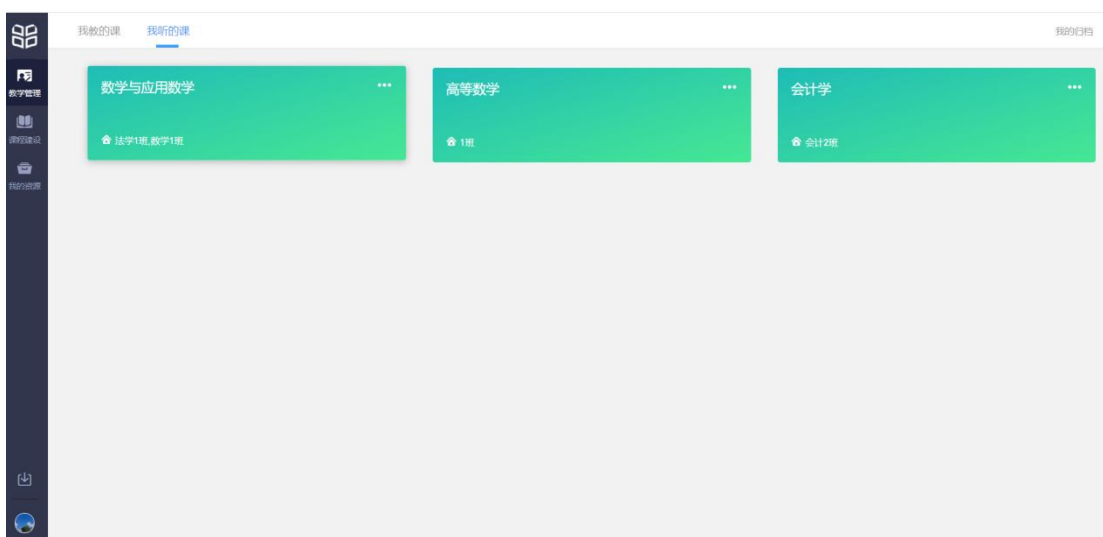 我教的课
我听的课
我的归档
教学管理
课程建设
我的资源
数学与应用数学
法学1班,数学1班
高等数学
1班
会计学
会计2班